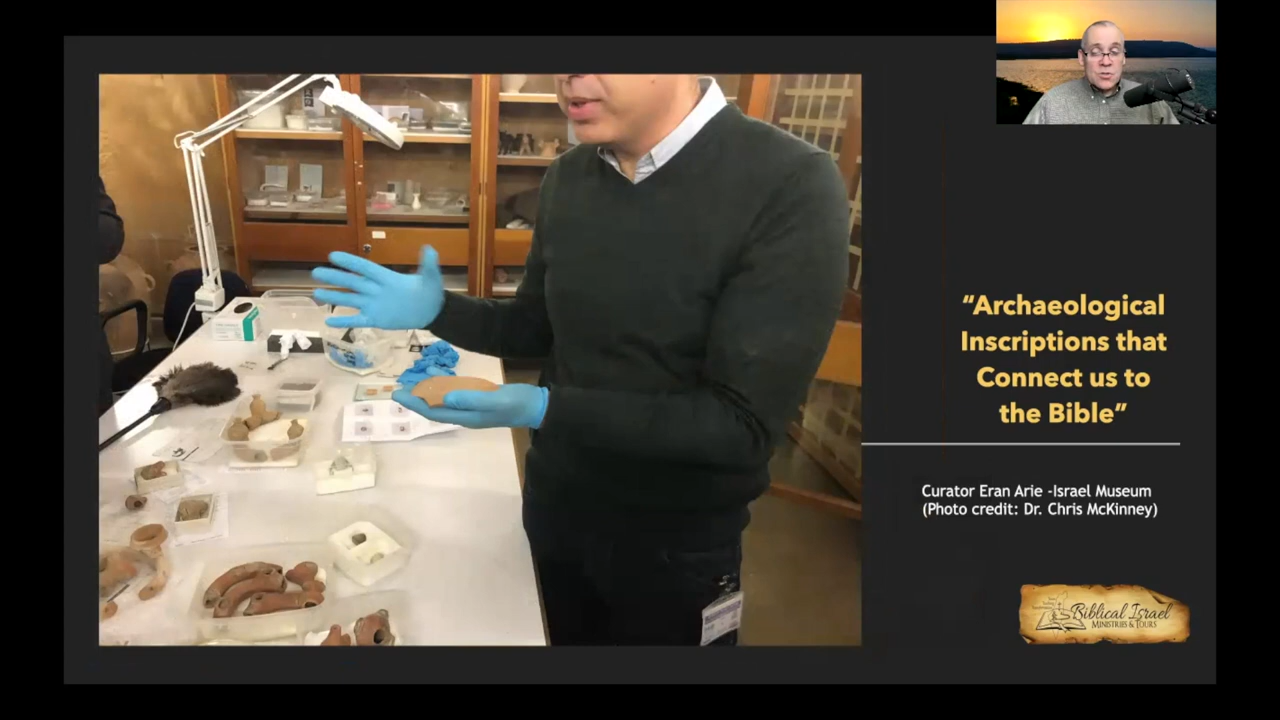 “Archaeological
Inscriptions that
Connect us to
the Bible”
Curator Eran Arie -Israel Museum
(Photo credit: Dr. Chris McKinney)
Biblical Israel
MINISTRIES & TOURS